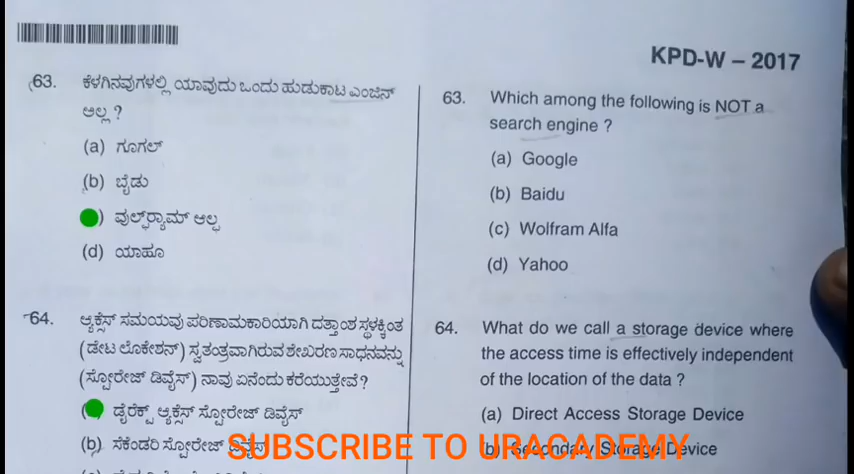 KPD-W – 2017
63. ಕೆಳಗಿನವುಗಳಲ್ಲಿ ಯಾವುದು ಒಂದು ಹುಡುಕಾಟ ಎಂಜಿನ್
ಅಲ್ಲ ?
(a) ಗೂಗಲ್
(b) ಬೈಡು
) ವುಲ್ಫ್‌ರ‍್ಯಾಮ್ ಆಲ್ಫ
(d) ಯಾಹೂ
64. ಆ್ಯಕ್ಸೆಸ್ ಸಮಯವು ಪರಿಣಾಮಕಾರಿಯಾಗಿ ದತ್ತಾಂಶ ಸ್ಥಳಕ್ಕಿಂತ
(ಡೇಟ ಲೊಕೇಶನ್) ಸ್ವತಂತ್ರವಾಗಿರುವ ಶೇಖರಣ ಸಾಧನವನ್ನು
(ಸ್ಟೋರೇಜ್ ಡಿವೈಸ್) ನಾವು ಏನೆಂದು ಕರೆಯುತ್ತೇವೆ?
( ) ಡೈರೆಕ್ಟ್ ಆ್ಯಕ್ಸೆಸ್ ಸ್ಟೋರೇಜ್ ಡಿವೈಸ್
(b) ಸೆಕೆಂಡರಿ ಸ್ಟೋರೇಜ್ ಡಿವೈಸ್
63. Which among the following is NOT a
search engine ?
(a) Google
(b) Baidu
(c) Wolfram Alfa
(d) Yahoo
64. What do we call a storage device where
the access time is effectively independent
of the location of the data ?
(a) Direct Access Storage Device
(b) Secondary Storage Device
SUBSCRIBE TO URACADEMY